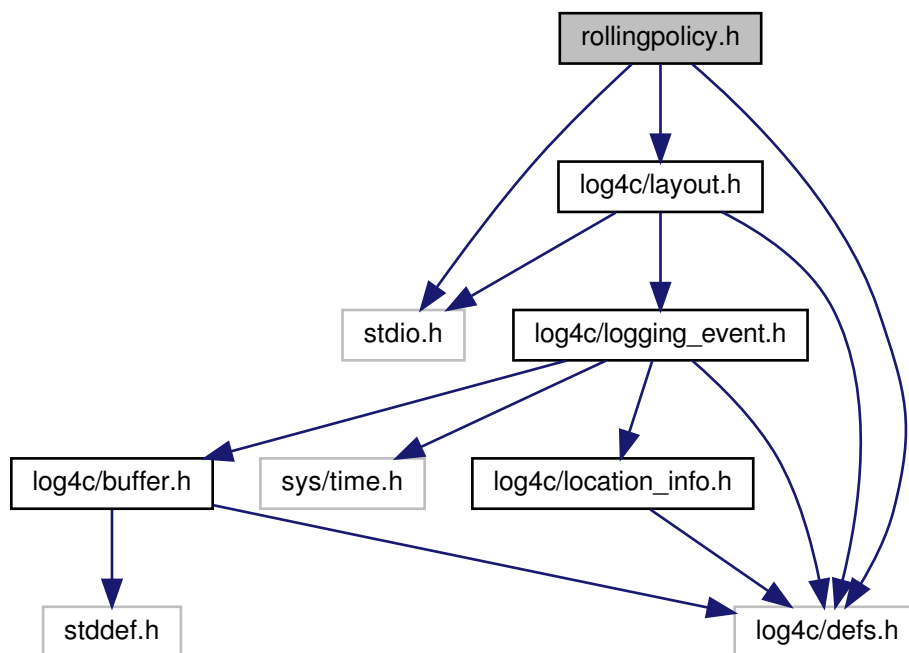 rollingpolicy.h
log4c/layout.h
stdio.h
log4c/logging_event.h
log4c/buffer.h
sys/time.h
log4c/location_info.h
stddef.h
log4c/defs.h